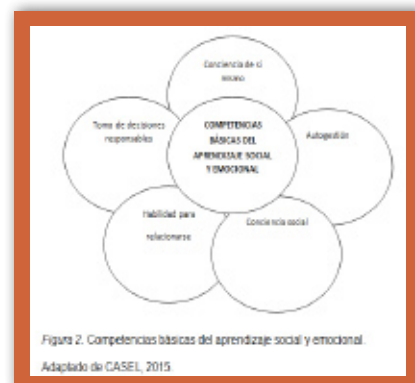 Conciencia de si
mismo
Toma de decisiones
responsables
COMPETENCIAS
BÁSICAS DEL
APRENDIZAJE SOCIAL
Y EMOCIONAL
Autogestión
Habilidad para
relacionarse
Conciencia social
Figura 2. Competencias básicas del aprendizaje social y emocional.
Adaptado de CASEL, 2015.